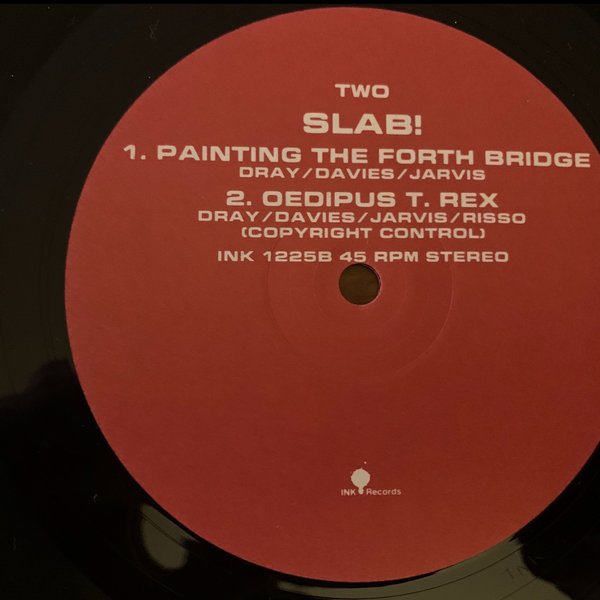 TWO
SLAB!
1. PAINTING THE FORTH BRIDGE
DRAY/DAVIES/JARVIS
2. OEDIPUS T. REX
DRAY/DAVIES/JARVIS/RISSO
(COPYRIGHT CONTROL)
INK 1225B 45 RPM STEREO
INK Records